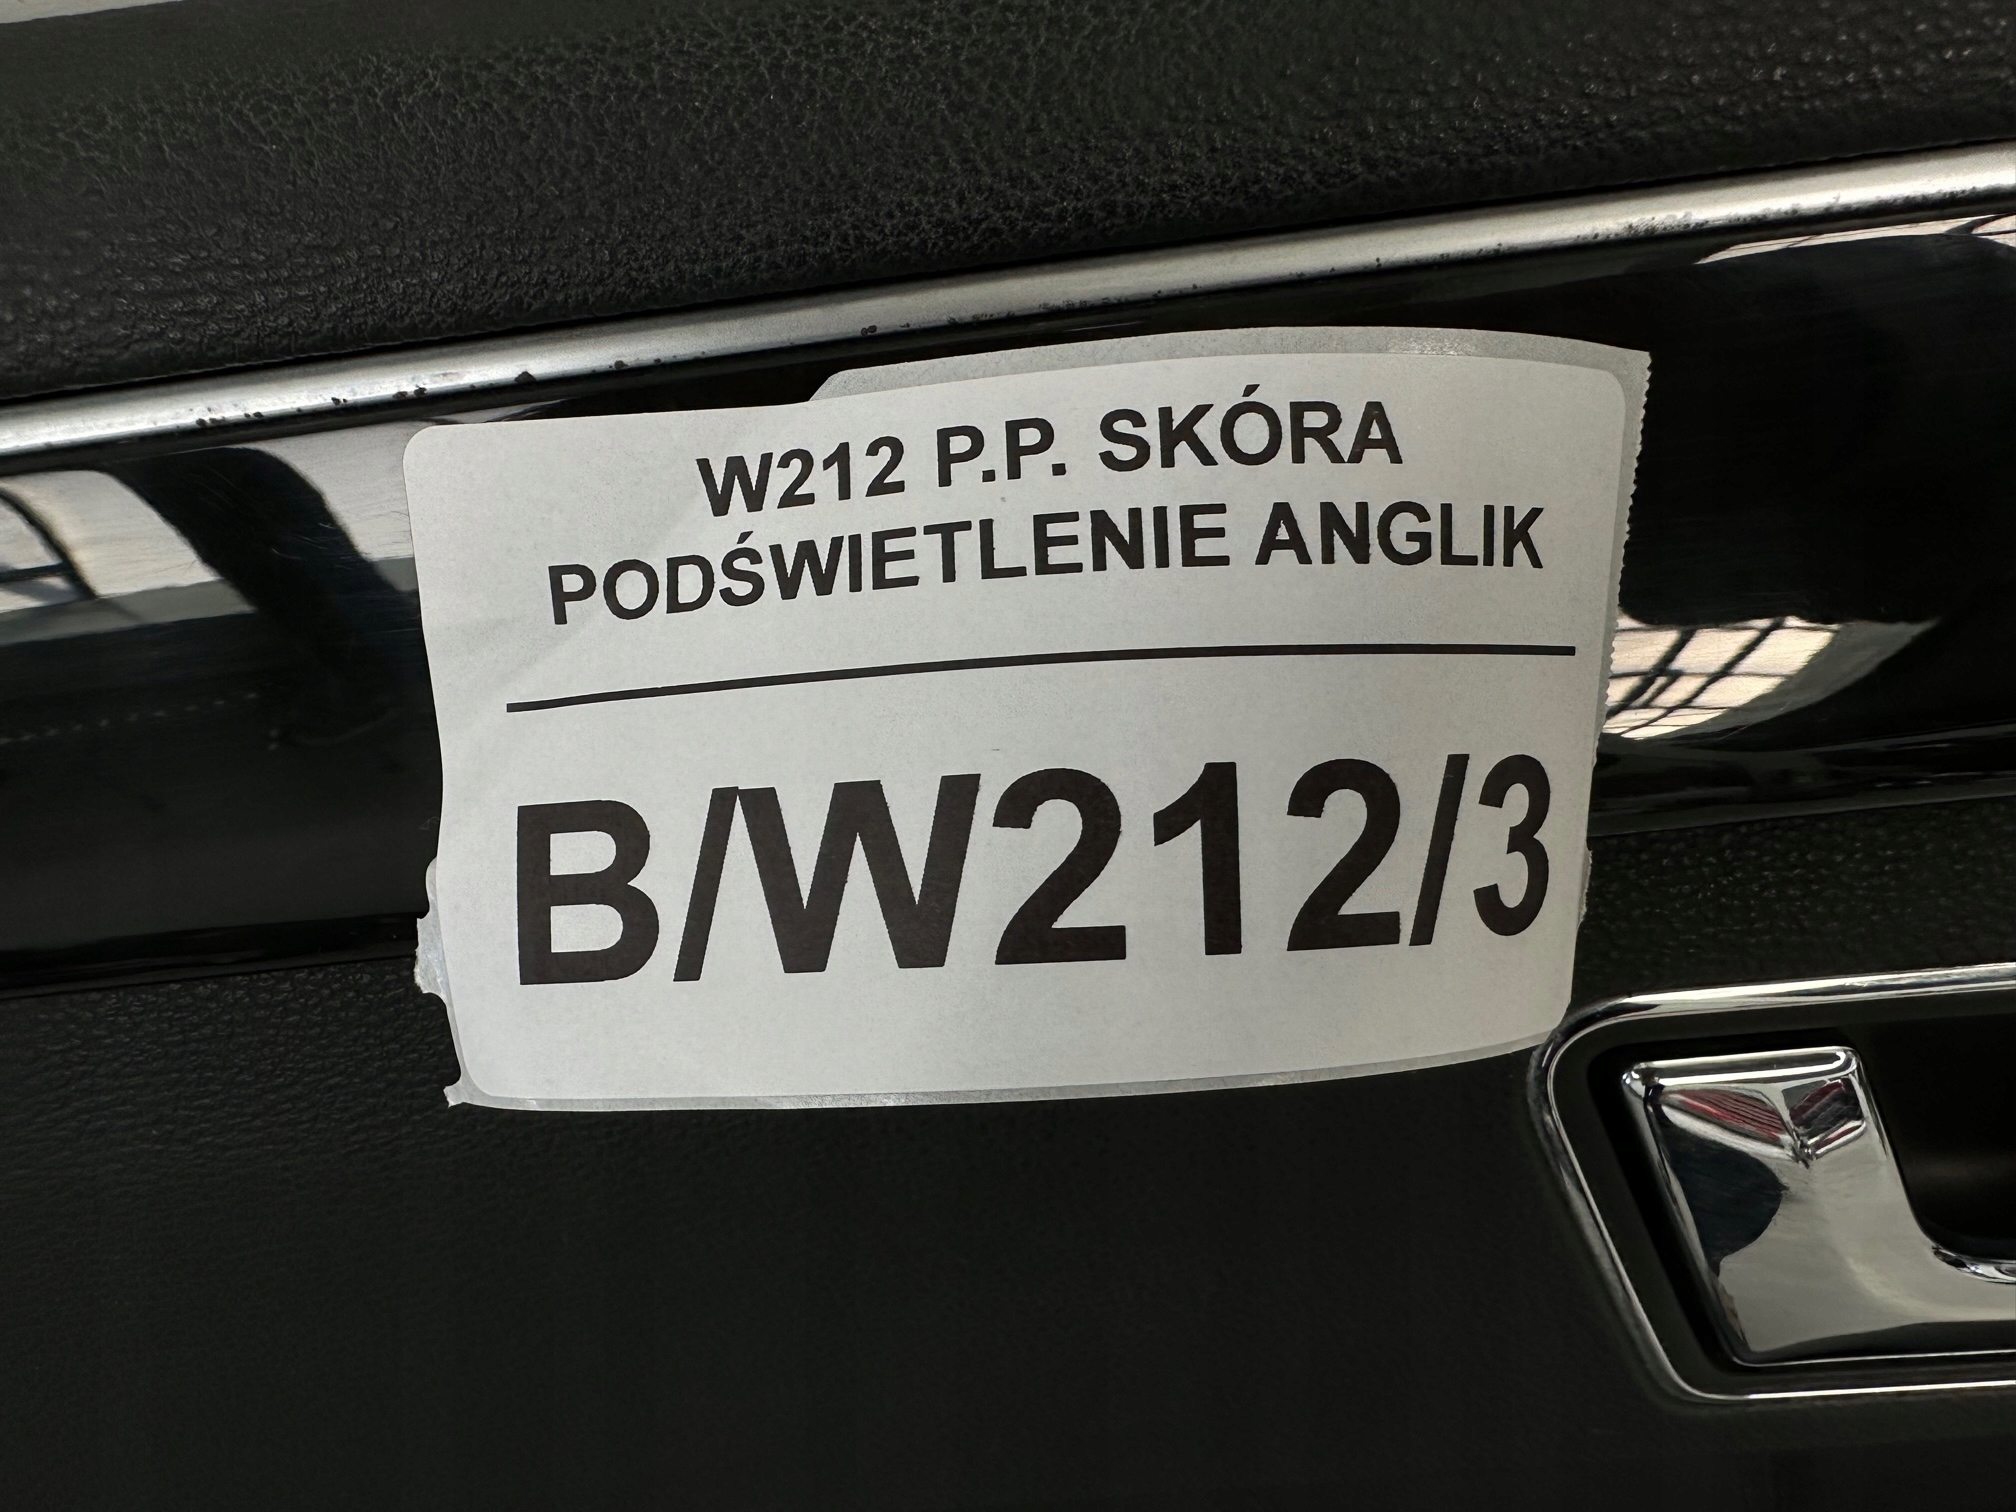 W212 P.P. SKÓRA
PODŚWIETLENIE ANGLIK
B/W212/3